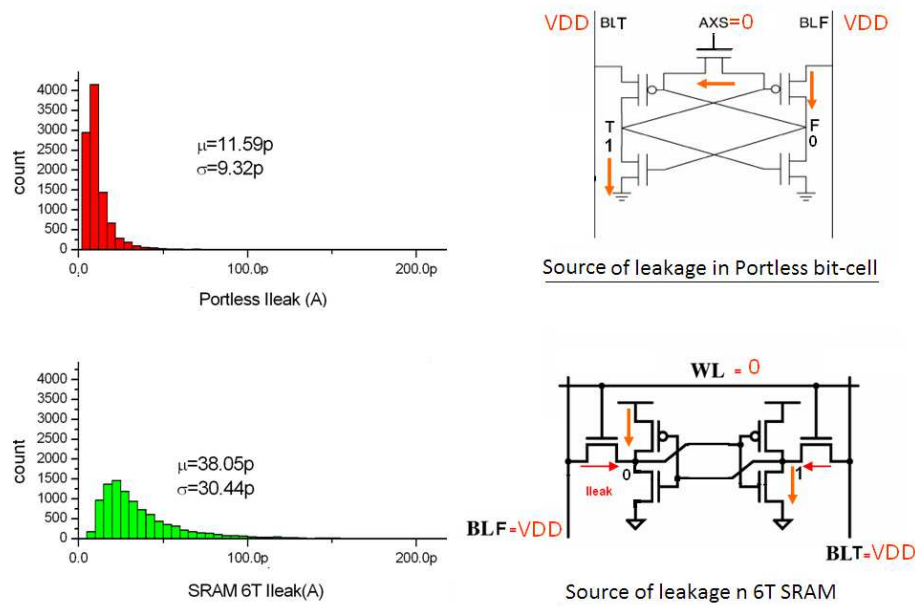 VDD BLT AXS=0 BLF VDD
4000
3500
3000
2500
2000
1500
1000
500
0
count
μ=11.59p
σ=9.32p
0.0 100.0p 200.0p
Portless Ileak (A)
T
1
F
0
Source of leakage in Portless bit-cell
4000
3500
3000
2500
2000
1500
1000
500
0
count
μ=38.05p
σ=30.44p
0.0 100.0p 200.0p
SRAM 6T Ileak(A)
WL = 0
0
1
Ileak
BLF=VDD
BLT=VDD
Source of leakage n 6T SRAM